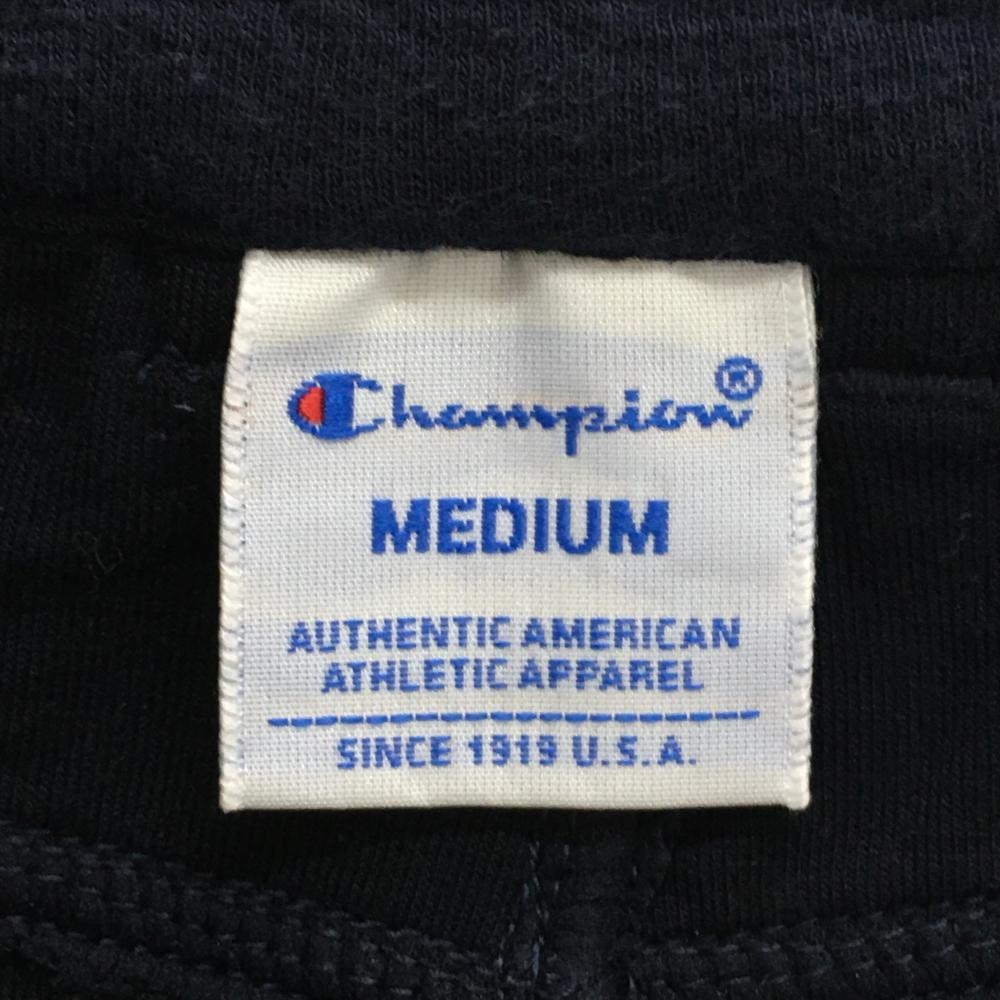 Champion®
MEDIUM
AUTHENTIC AMERICAN
ATHLETIC APPAREL
SINCE 1919 U.S.A.